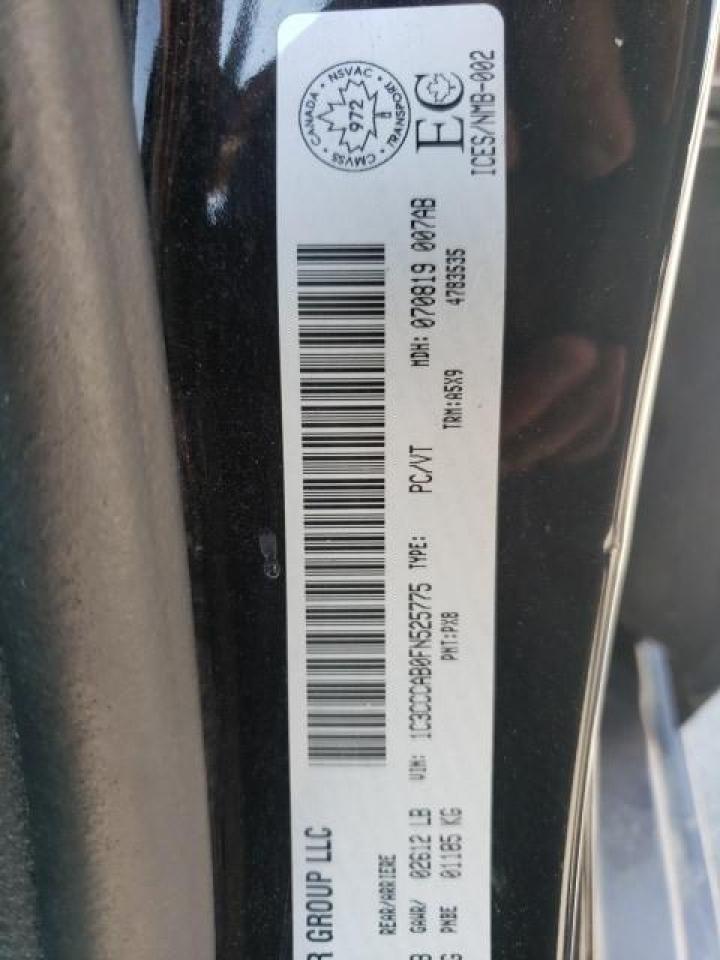 R GROUP LLC
REAR/ARRIERE
GAWR/ 02612 LB
PNBE 01185 KG
VIN: 1C3CCCAB0FN525775 TYPE: PC/VT MDH: 070819 007AB
PNT:PXB TRM:A5X9 4783535
CANADA · NSVAC · TRANSPORT · CMVSS
972
EC
ICES/NMB-002